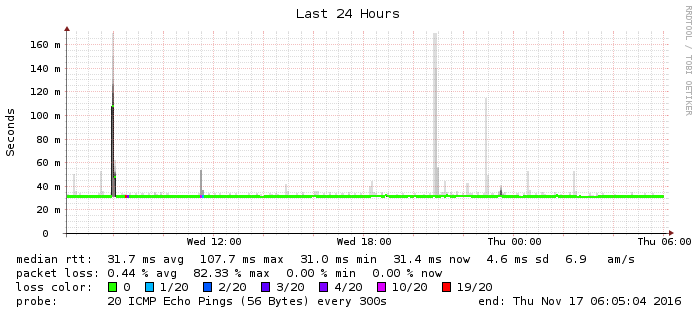 Last 24 Hours
RRDTOOL / TOBI OETIKER
Seconds
160 m
140 m
120 m
100 m
80 m
60 m
40 m
20 m
0
Wed 12:00 Wed 18:00 Thu 00:00 Thu 06:00
median rtt: 31.7 ms avg 107.7 ms max 31.0 ms min 31.4 ms now 4.6 ms sd 6.9 am/s
packet loss: 0.44 % avg 82.33 % max 0.00 % min 0.00 % now
loss color: 0 1/20 2/20 3/20 4/20 10/20 19/20
probe: 20 ICMP Echo Pings (56 Bytes) every 300s end: Thu Nov 17 06:05:04 2016